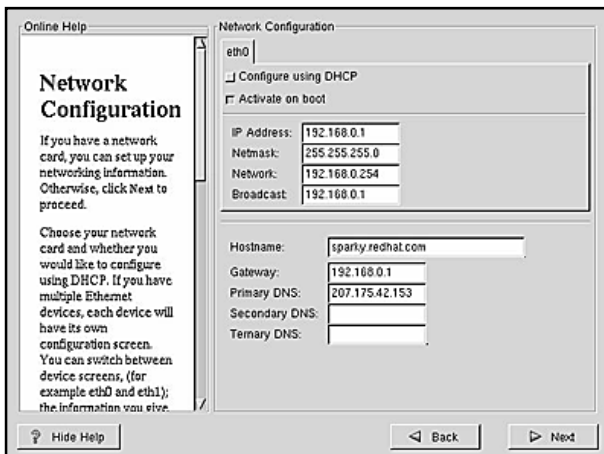 Online Help
Network
Configuration
If you have a network
card, you can set up your
networking information.
Otherwise, click Next to
proceed.
Choose your network
card and whether you
would like to configure
using DHCP. If you have
multiple Ethernet
devices, each device will
have its own
configuration screen.
You can switch between
device screens, (for
example eth0 and eth1);
the information you give
Network Configuration
eth0
Configure using DHCP
Activate on boot
IP Address: 192.168.0.1
Netmask: 255.255.255.0
Network: 192.168.0.254
Broadcast: 192.168.0.1
Hostname: sparky.redhat.com
Gateway: 192.168.0.1
Primary DNS: 207.175.42.153
Secondary DNS:
Ternary DNS:
? Hide Help
Back
Next